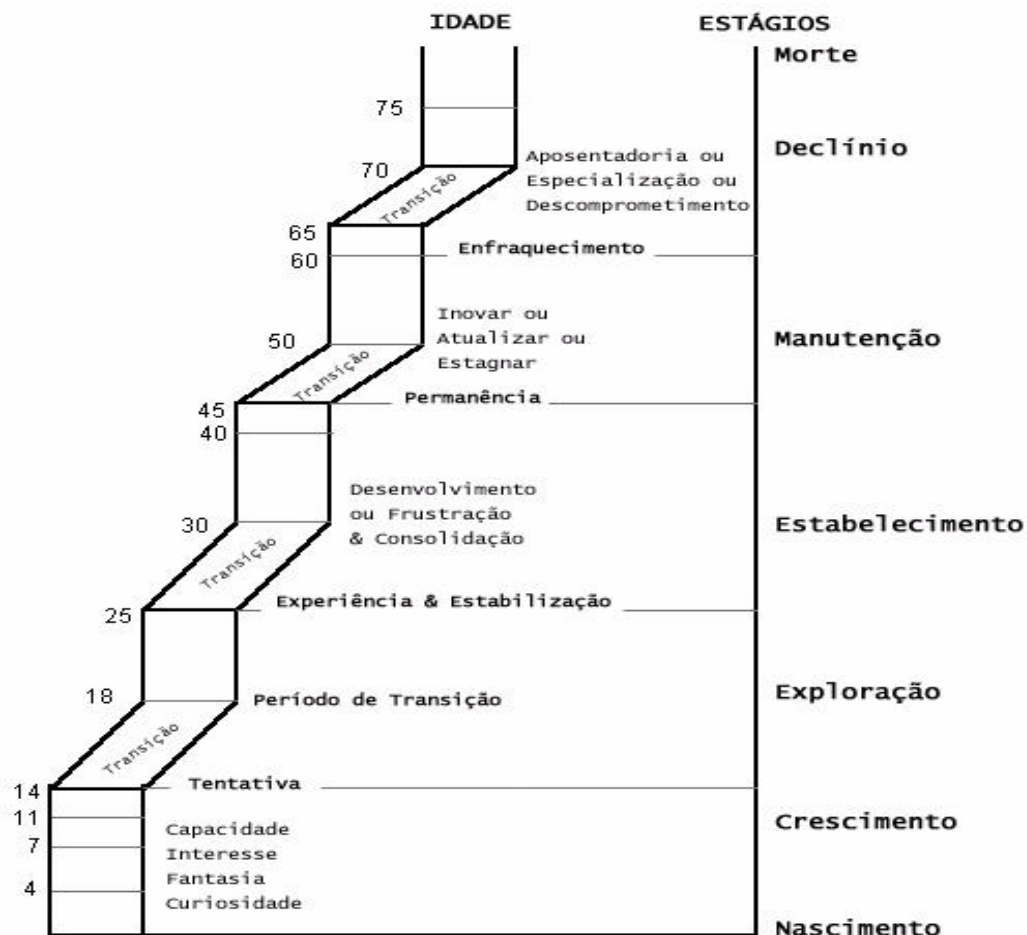 IDADE
ESTÁGIOS
Morte
75
Declínio
70
Transição
Aposentadoria ou
Especialização ou
Descomprometimento
65
60
Enfraquecimento
50
Transição
Inovar ou
Atualizar ou
Estagnar
Manutenção
45
40
Permanência
30
Transição
Desenvolvimento
ou Frustração
& Consolidação
Estabelecimento
25
Experiência & Estabilização
18
Transição
Período de Transição
Exploração
14
Tentativa
11
7
4
Capacidade
Interesse
Fantasia
Curiosidade
Crescimento
Nascimento